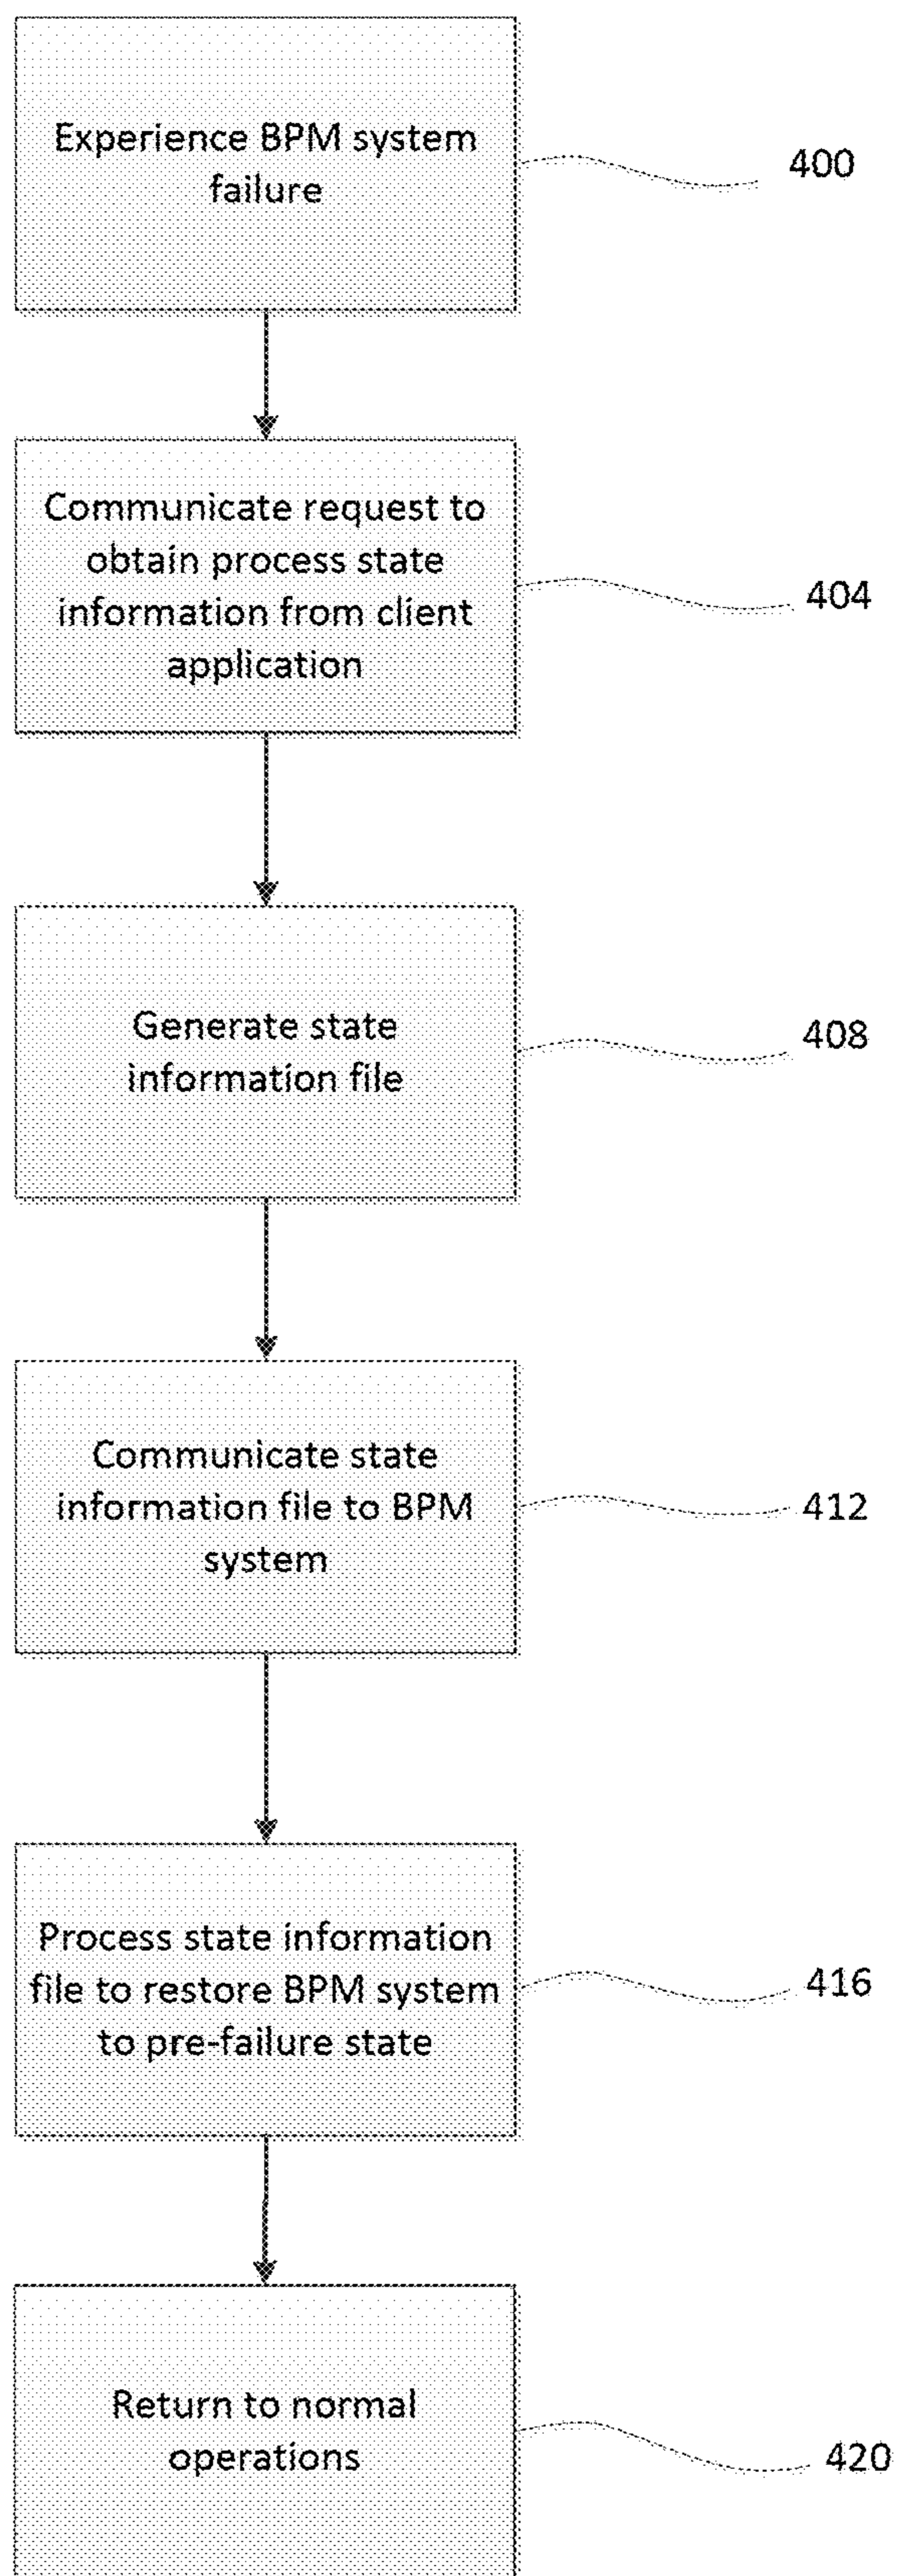 Experience BPM system
failure
400
Communicate request to
obtain process state
information from client
application
404
Generate state
information file
408
Communicate state
information file to BPM
system
412
Process state information
file to restore BPM system
to pre-failure state
416
Return to normal
operations
420